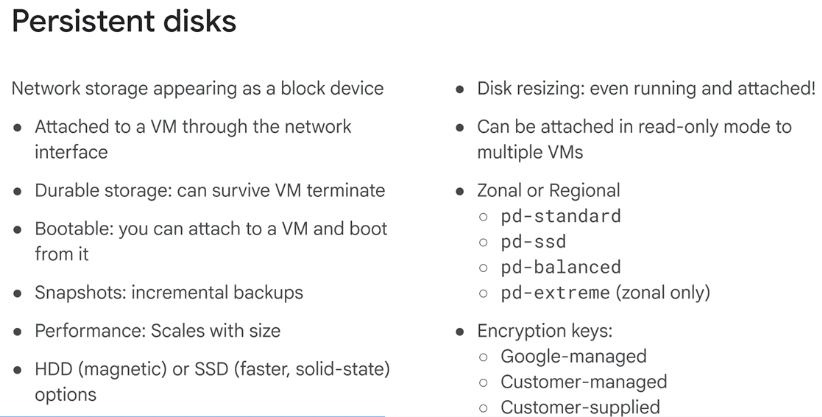 Persistent disks
Network storage appearing as a block device
● Attached to a VM through the network
interface
● Durable storage: can survive VM terminate
● Bootable: you can attach to a VM and boot
from it
● Snapshots: incremental backups
● Performance: Scales with size
● HDD (magnetic) or SSD (faster, solid-state)
options
● Disk resizing: even running and attached!
● Can be attached in read-only mode to
multiple VMs
● Zonal or Regional
○ pd-standard
○ pd-ssd
○ pd-balanced
○ pd-extreme (zonal only)
● Encryption keys:
○ Google-managed
○ Customer-managed
○ Customer-supplied